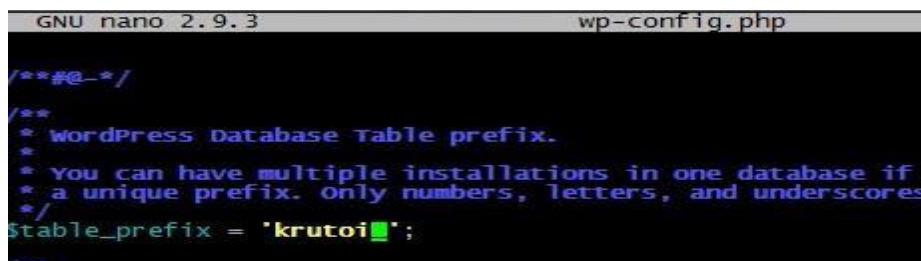 GNU nano 2.9.3 wp-config.php
/**#@-*/
/**
* WordPress Database Table prefix.
*
* You can have multiple installations in one database if
* a unique prefix. Only numbers, letters, and underscores
*/
$table_prefix = 'krutoi_';